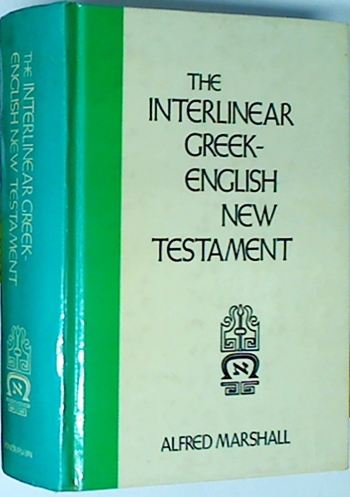 THE INTERLINEAR GREEK-
ENGLISH NEW TESTAMENT
THE
INTERLINEAR
GREEK-
ENGLISH
NEW
TESTAMENT
ALFRED MARSHALL